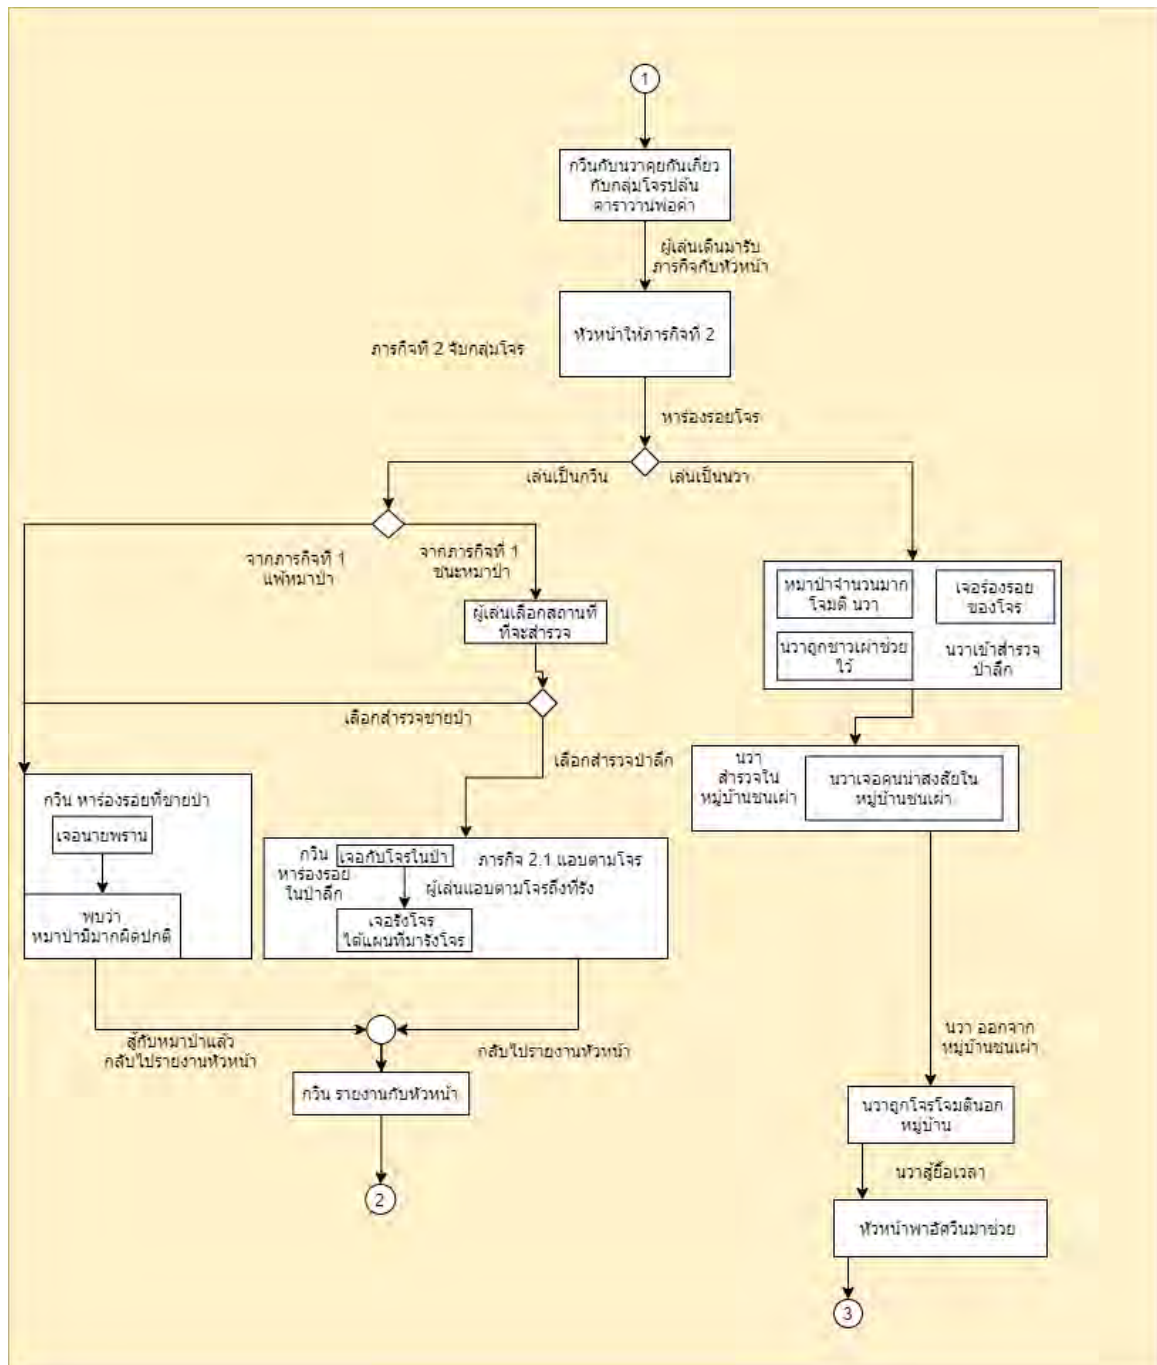 1
กวินกับนวาคุยกันเกี่ยว
กับกลุ่มโจรปล้น
คาราวานพ่อค้า
ผู้เล่นเดินมารับ
ภารกิจกับหัวหน้า
หัวหน้าให้ภารกิจที่ 2
ภารกิจที่ 2 จับกลุ่มโจร
หาร่องรอยโจร
เล่นเป็นกวิน
เล่นเป็นนวา
จากภารกิจที่ 1
แพ้หมาป่า
จากภารกิจที่ 1
ชนะหมาป่า
ผู้เล่นเลือกสถานที่
ที่จะสำรวจ
หมาป่าจำนวนมาก
โจมตี นวา
เจอร่องรอย
ของโจร
นวาถูกชาวเผ่าช่วย
ไว้
นวาเข้าสำรวจ
ป่าลึก
เลือกสำรวจชายป่า
เลือกสำรวจป่าลึก
นวา
สำรวจใน
หมู่บ้านชนเผ่า
นวาเจอคนน่าสงสัยใน
หมู่บ้านชนเผ่า
กวิน หาร่องรอยที่ชายป่า
เจอนายพราน
พบว่า
หมาป่ามีมากผิดปกติ
กวิน
หาร่องรอย
ในป่าลึก
เจอกับโจรในป่า
ภารกิจ 2.1 แอบตามโจร
ผู้เล่นแอบตามโจรถึงที่รัง
เจอรังโจร
ได้แผนที่มารังโจร
สู้กับหมาป่าแล้ว
กลับไปรายงานหัวหน้า
กลับไปรายงานหัวหน้า
กวิน รายงานกับหัวหน้า
2
นวา ออกจาก
หมู่บ้านชนเผ่า
นวาถูกโจรโจมตีนอก
หมู่บ้าน
นวาสู้ยื้อเวลา
หัวหน้าพาอัศวินมาช่วย
3